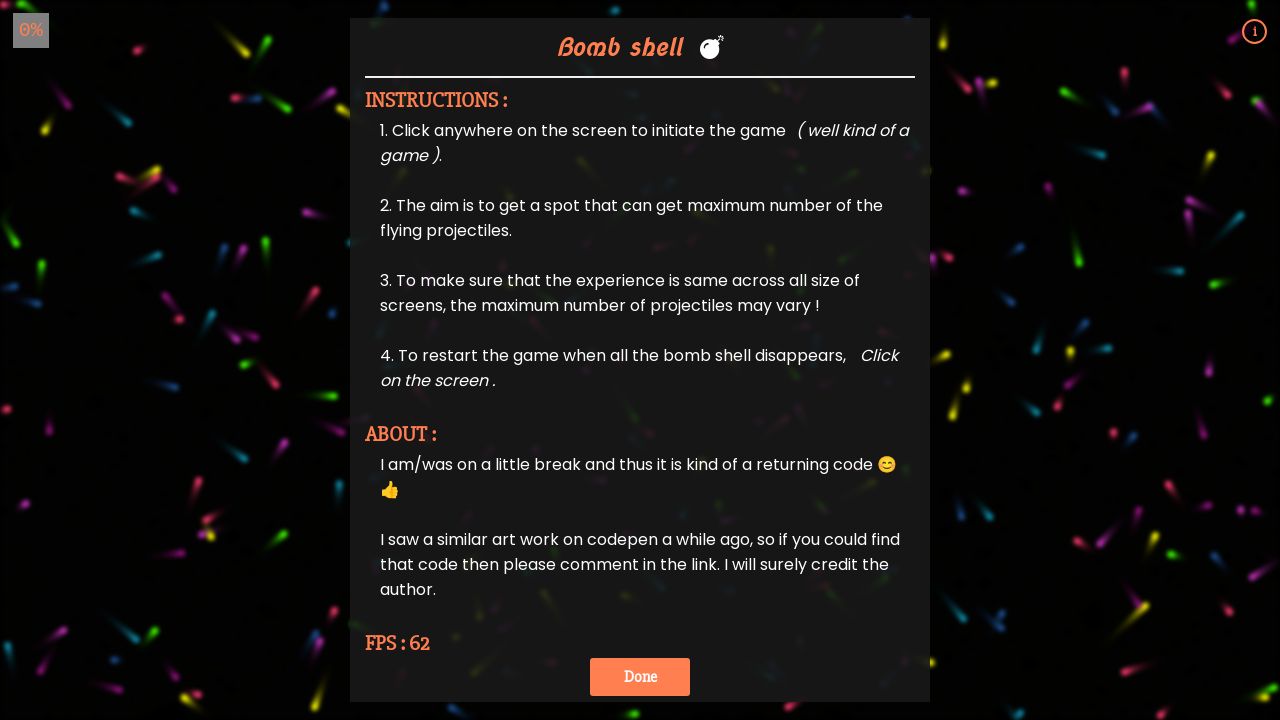 0%
Bomb shell 💣
i
INSTRUCTIONS :
1. Click anywhere on the screen to initiate the game ( well kind of a
game ).
2. The aim is to get a spot that can get maximum number of the
flying projectiles.
3. To make sure that the experience is same across all size of
screens, the maximum number of projectiles may vary !
4. To restart the game when all the bomb shell disappears, Click
on the screen .
ABOUT :
I am/was on a little break and thus it is kind of a returning code 😊
👍
I saw a similar art work on codepen a while ago, so if you could find
that code then please comment in the link. I will surely credit the
author.
FPS : 62
Done